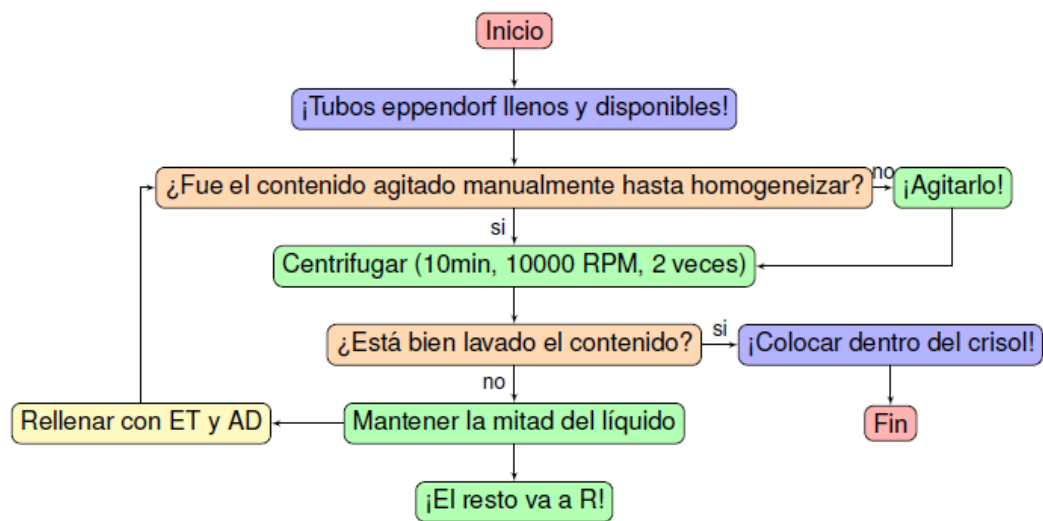 Inicio
¡Tubos eppendorf llenos y disponibles!
¿Fue el contenido agitado manualmente hasta homogeneizar?
no
¡Agitarlo!
si
Centrifugar (10min, 10000 RPM, 2 veces)
¿Está bien lavado el contenido?
si
¡Colocar dentro del crisol!
no
Rellenar con ET y AD
Mantener la mitad del líquido
Fin
¡El resto va a R!